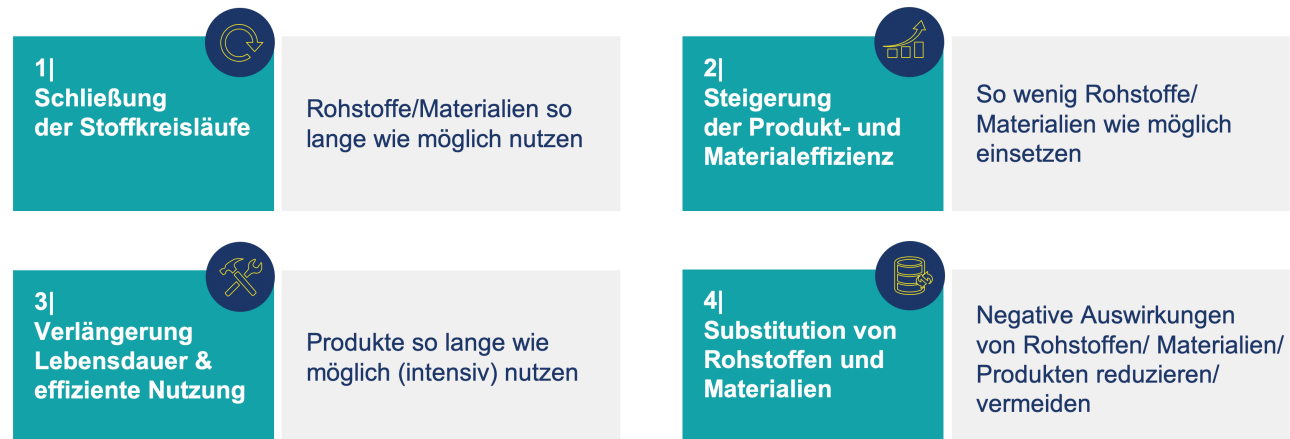 1|
Schließung
der Stoffkreisläufe
Rohstoffe/Materialien so
lange wie möglich nutzen
2|
Steigerung
der Produkt- und
Materialeffizienz
So wenig Rohstoffe/
Materialien wie möglich
einsetzen
3|
Verlängerung
Lebensdauer &
effiziente Nutzung
Produkte so lange wie
möglich (intensiv) nutzen
4|
Substitution von
Rohstoffen und
Materialien
Negative Auswirkungen
von Rohstoffen/ Materialien/
Produkten reduzieren/
vermeiden